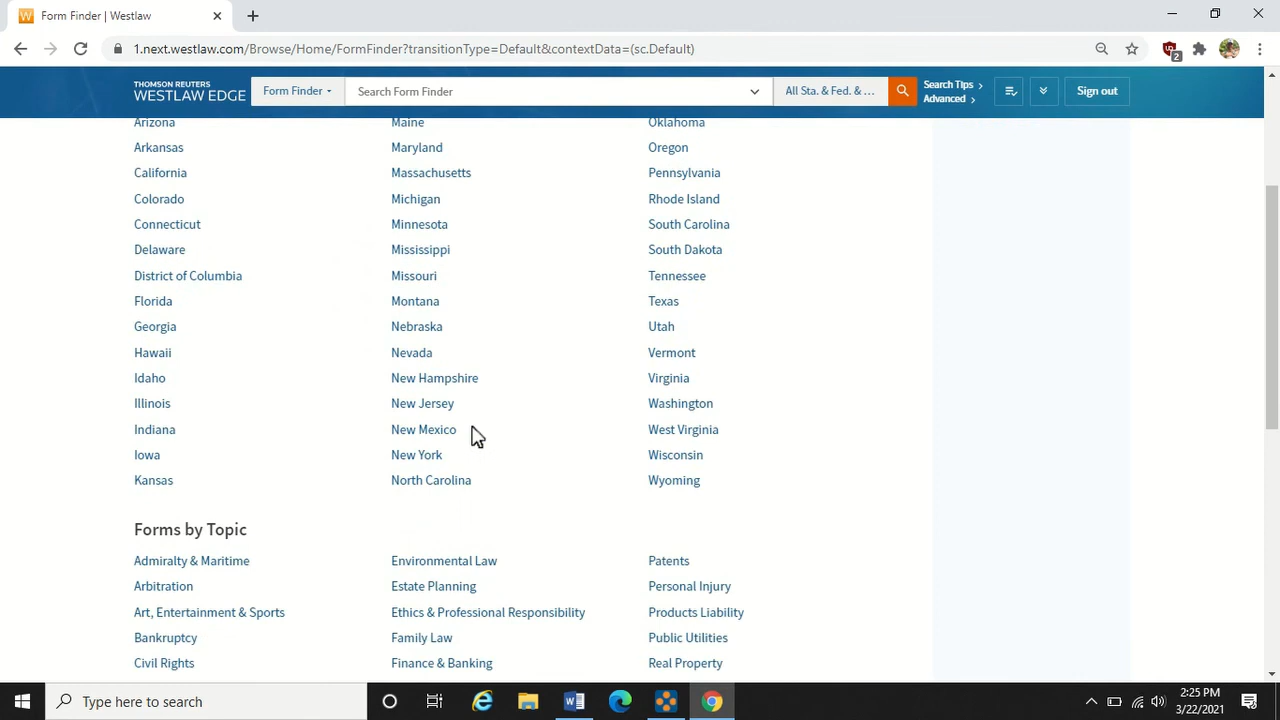 Form Finder | Westlaw
1.next.westlaw.com/Browse/Home/FormFinder?transitionType=Default&contextData=(sc.Default)
2
THOMSON REUTERS
WESTLAW EDGE
Form Finder
Search Form Finder
All Sta. & Fed. & ...
Search Tips
Advanced
Sign out
Arizona
Arkansas
California
Colorado
Connecticut
Delaware
District of Columbia
Florida
Georgia
Hawaii
Idaho
Illinois
Indiana
Iowa
Kansas
Maine
Maryland
Massachusetts
Michigan
Minnesota
Mississippi
Missouri
Montana
Nebraska
Nevada
New Hampshire
New Jersey
New Mexico
New York
North Carolina
Oklahoma
Oregon
Pennsylvania
Rhode Island
South Carolina
South Dakota
Tennessee
Texas
Utah
Vermont
Virginia
Washington
West Virginia
Wisconsin
Wyoming
Forms by Topic
Admiralty & Maritime
Arbitration
Art, Entertainment & Sports
Bankruptcy
Civil Rights
Environmental Law
Estate Planning
Ethics & Professional Responsibility
Family Law
Finance & Banking
Patents
Personal Injury
Products Liability
Public Utilities
Real Property
Type here to search
2:25 PM
3/22/2021